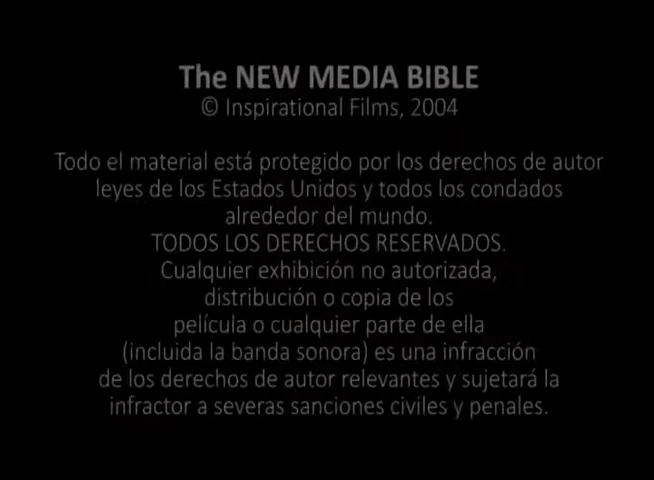 The NEW MEDIA BIBLE
© Inspirational Films, 2004
Todo el material está protegido por los derechos de autor
leyes de los Estados Unidos y todos los condados
alrededor del mundo.
TODOS LOS DERECHOS RESERVADOS.
Cualquier exhibición no autorizada,
distribución o copia de los
película o cualquier parte de ella
(incluida la banda sonora) es una infracción
de los derechos de autor relevantes y sujetará la
infractor a severas sanciones civiles y penales.